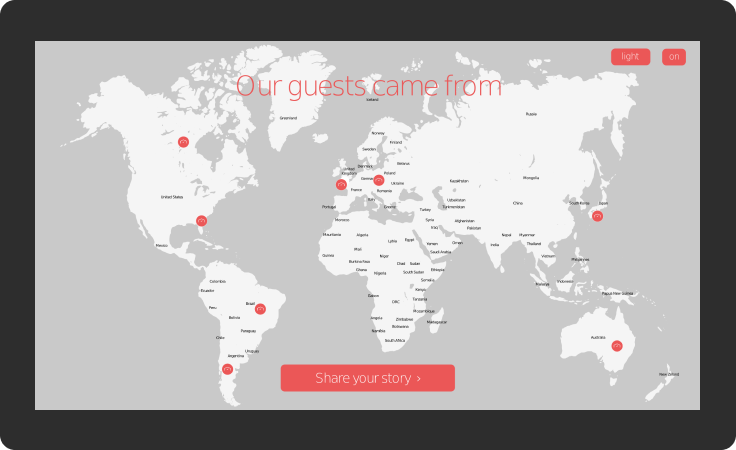 light
on
Our guests came from
Iceland
Greenland
Russia
Norway
Finland
Sweden
Denmark
Belarus
United
Kingdom
Poland
Germany
Ukraine
Kazakhstan
Mongolia
France
Romania
United States
Italy
Uzbekistan
China
South Korea
Japan
Portugal
Greece
Turkey
Turkmenistan
Morocco
Syria
Afghanistan
Iraq
Pakistan
Mauritania
Algeria
Libya
Egypt
Nepal
Myanmar
Mexico
Yemen
Oman
India
Thailand
Mali
Saudi Arabia
Guinea
Niger
Vietnam
Burkina Faso
Chad
Sudan
Philippines
Ghana
Nigeria
South Sudan
Ethiopia
Colombia
Somalia
Malaysia
Indonesia
Ecuador
Kenya
Gabon
Papua New Guinea
Peru
Brazil
DRC
Tanzania
Mozambique
Bolivia
Angola
Zimbabwe
Madagascar
Paraguay
Namibia
Botswana
Chile
South Africa
Australia
Uruguay
Argentina
New Zealand
Share your story ›